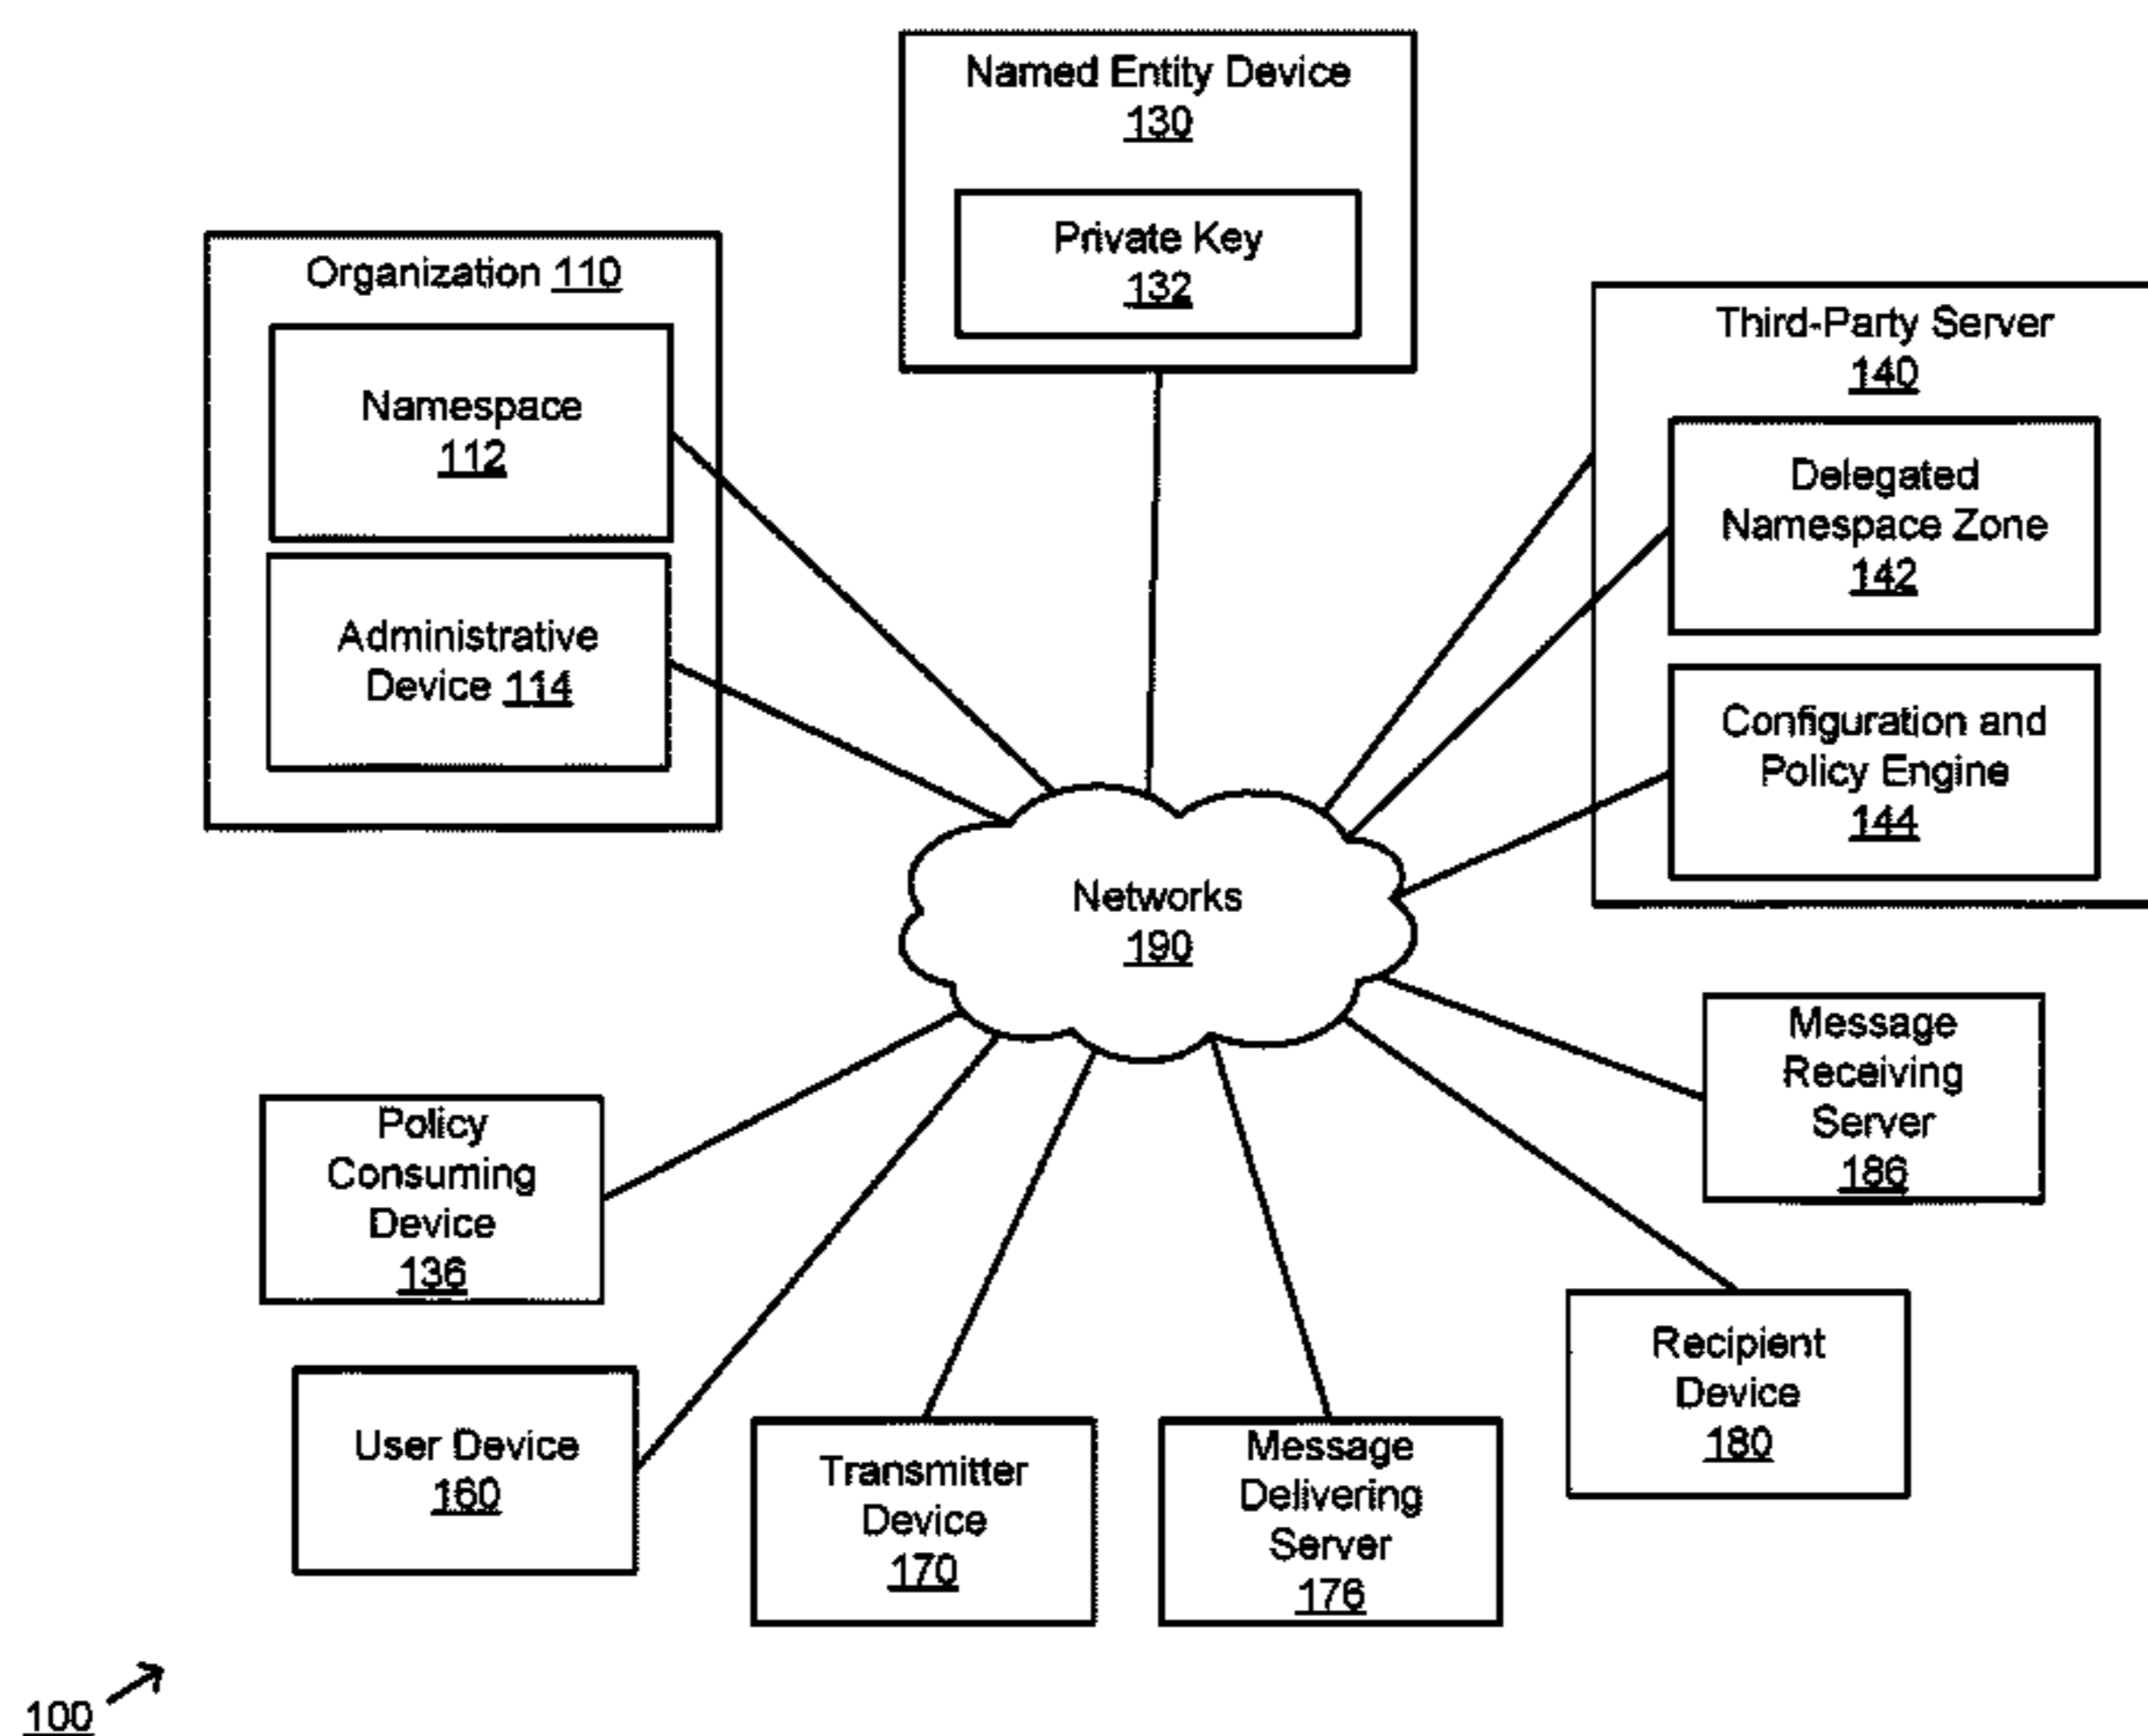 Named Entity Device
130
Private Key
132
Organization 110
Namespace
112
Administrative
Device 114
Third-Party Server
140
Delegated
Namespace Zone
142
Configuration and
Policy Engine
144
Networks
190
Message
Receiving
Server
186
Policy
Consuming
Device
136
Recipient
Device
180
User Device
160
Transmitter
Device
170
Message
Delivering
Server
176
100